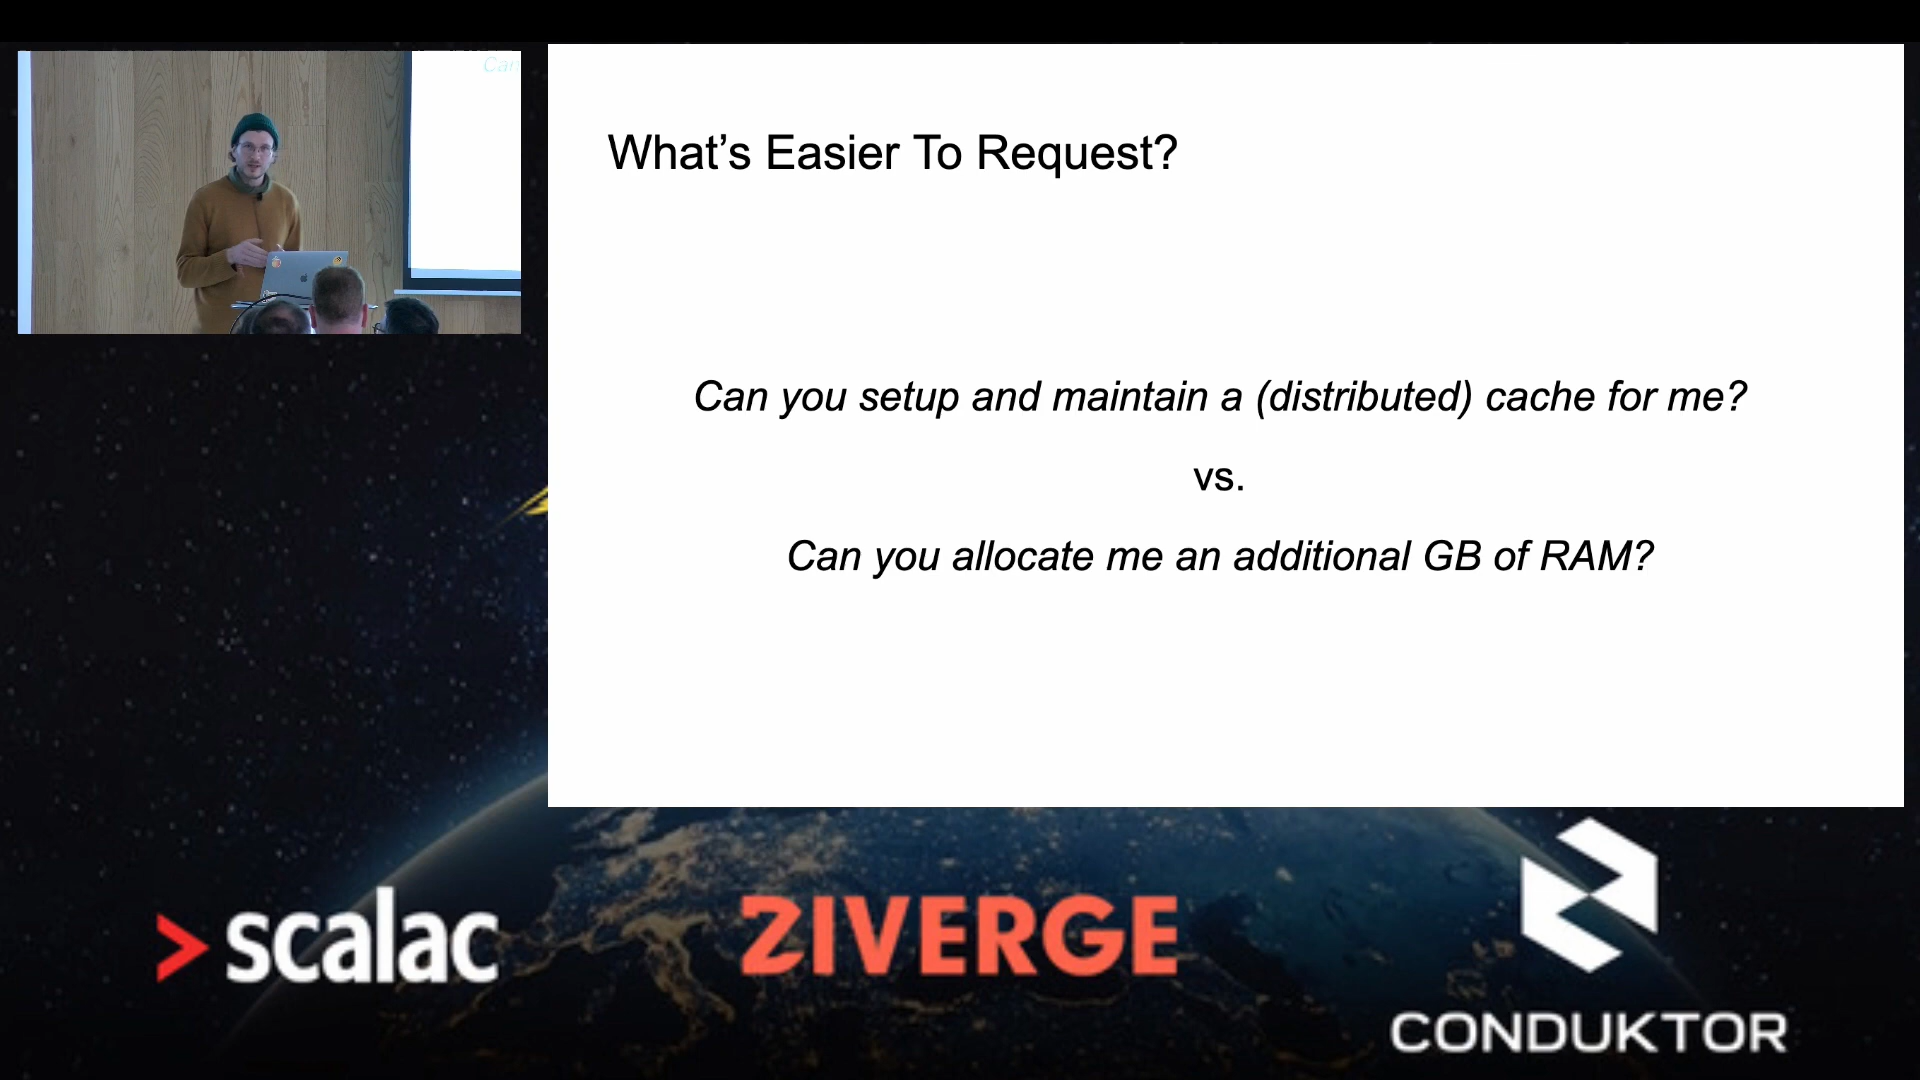 Can
What’s Easier To Request?
Can you setup and maintain a (distributed) cache for me?
vs.
Can you allocate me an additional GB of RAM?
scalac
ZIVERGE
CONDUKTOR